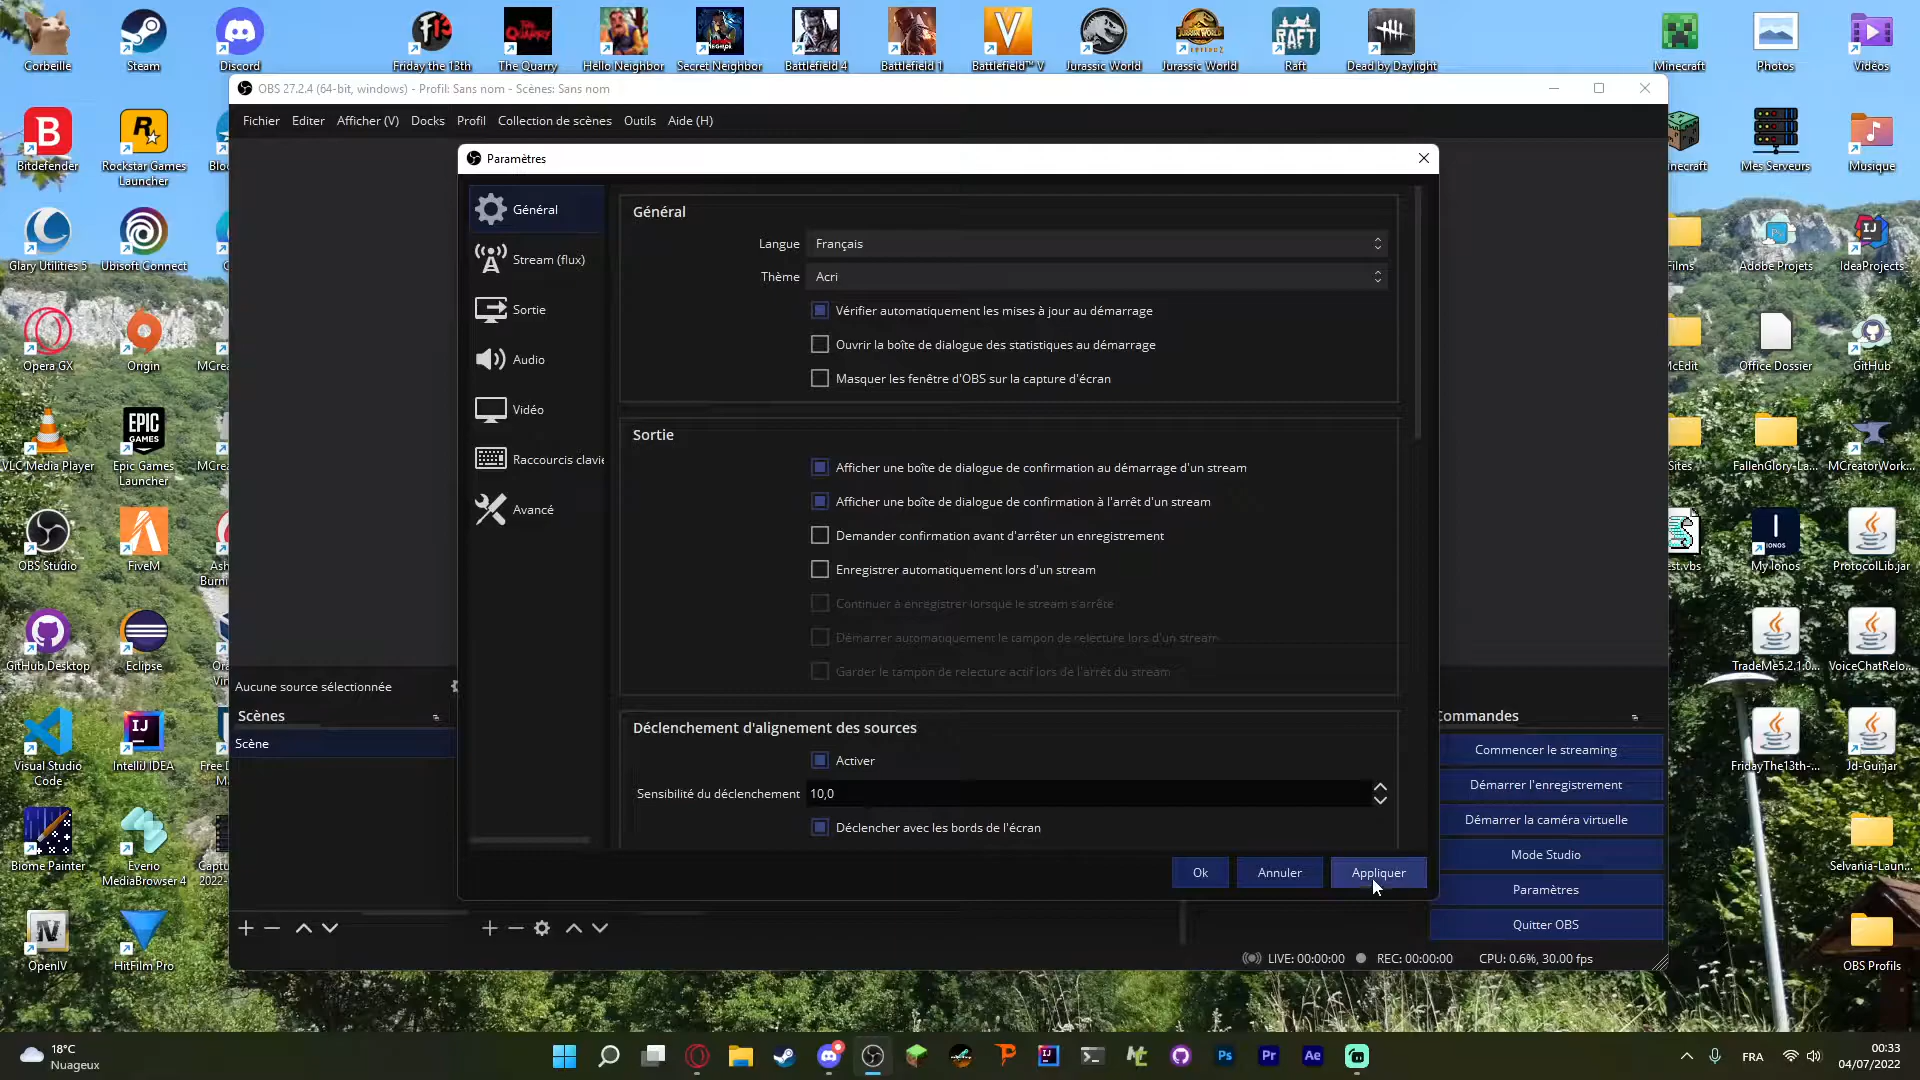 Corbeille
Steam
Discord
Friday the 13th
The Quarry
Hello Neighbor
Secret Neighbor
Battlefield 4
Battlefield 1
Battlefield™ V
Jurassic World
Jurassic World
Raft
Dead by Daylight
Minecraft
Photos
Vidéos
OBS 27.2.4 (64-bit, windows) - Profil: Sans nom - Scènes: Sans nom
Fichier
Editer
Afficher (V)
Docks
Profil
Collection de scènes
Outils
Aide (H)
Bitdefender
Rockstar Games
Launcher
Mes Serveurs
Musique
Paramètres
Général
Stream (flux)
Sortie
Audio
Vidéo
Raccourcis clavie
Avancé
Général
Langue
Français
Thème
Acri
Vérifier automatiquement les mises à jour au démarrage
Ouvrir la boîte de dialogue des statistiques au démarrage
Masquer les fenêtre d'OBS sur la capture d'écran
Sortie
Afficher une boîte de dialogue de confirmation au démarrage d'un stream
Afficher une boîte de dialogue de confirmation à l'arrêt d'un stream
Demander confirmation avant d'arrêter un enregistrement
Enregistrer automatiquement lors d'un stream
Continuer à enregistrer lorsque le stream s'arrête
Démarrer automatiquement le tampon de relecture lors d'un stream
Garder le tampon de relecture actif lors de l'arrêt du stream
Déclenchement d'alignement des sources
Activer
Sensibilité du déclenchement
10,0
Déclencher avec les bords de l'écran
Ok
Annuler
Appliquer
Glary Utilities 5
Ubisoft Connect
Adobe Projets
IdeaProjects
Opera GX
Origin
MCrea
Office Dossier
GitHub
VLC Media Player
Epic Games
Launcher
MCrea
FallenGlory-La...
MCreatorWork...
OBS Studio
FiveM
My Ionos
ProtocolLib.jar
GitHub Desktop
Eclipse
TradeMe5.2.1.0...
VoiceChatRelo...
Visual Studio
Code
IntelliJ IDEA
FridayThe13th-...
Jd-Gui.jar
Biome Painter
Everio
MediaBrowser 4
Captu
2022-
Selvania-Laun...
OpenIV
HitFilm Pro
OBS Profils
Aucune source sélectionnée
Scènes
Scène
Commandes
Commencer le streaming
Démarrer l'enregistrement
Démarrer la caméra virtuelle
Mode Studio
Paramètres
Quitter OBS
LIVE: 00:00:00
REC: 00:00:00
CPU: 0.6%, 30.00 fps
18°C
Nuageux
FRA
00:33
04/07/2022